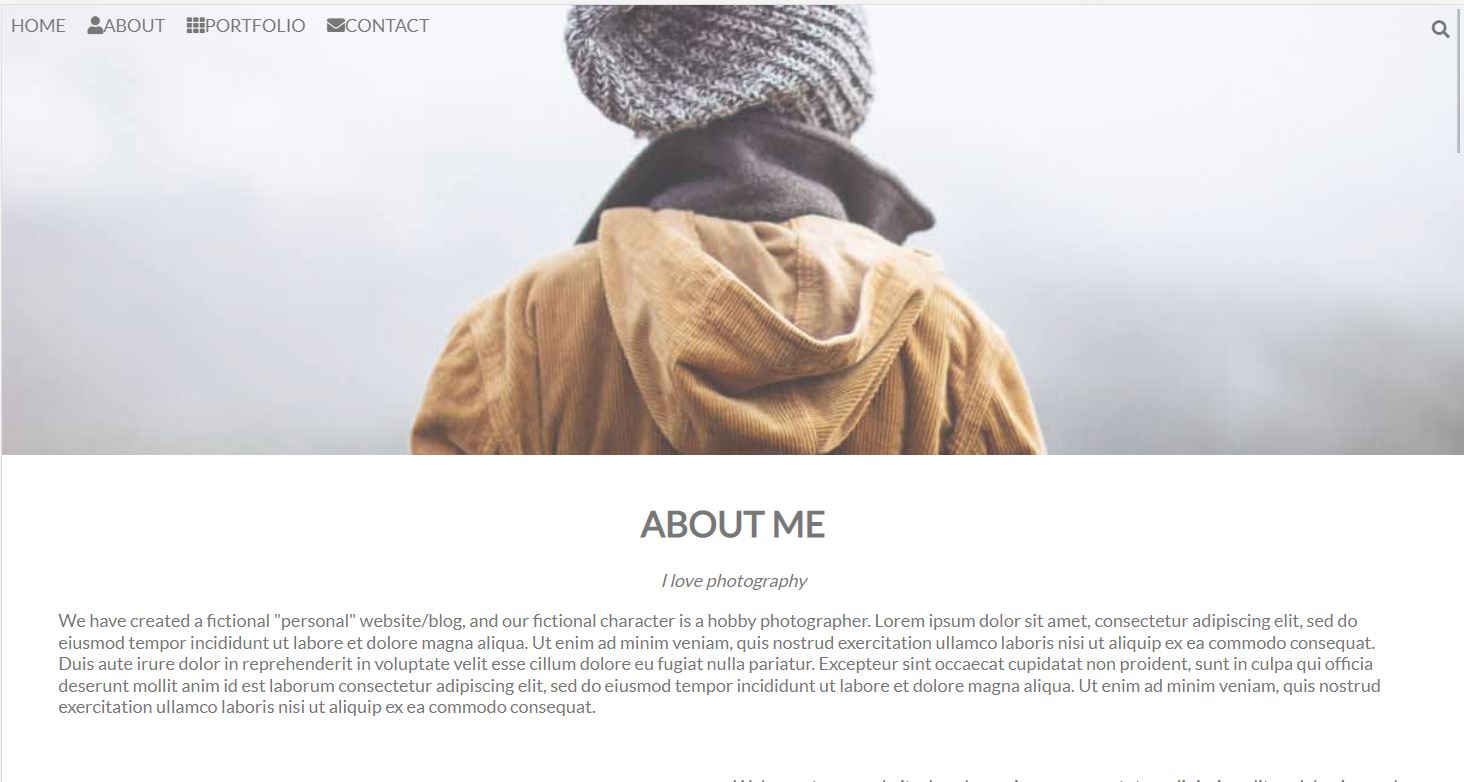 HOME ABOUT PORTFOLIO CONTACT
ABOUT ME
I love photography
We have created a fictional "personal" website/blog, and our fictional character is a hobby photographer. Lorem ipsum dolor sit amet, consectetur adipiscing elit, sed do
eiusmod tempor incididunt ut labore et dolore magna aliqua. Ut enim ad minim veniam, quis nostrud exercitation ullamco laboris nisi ut aliquip ex ea commodo consequat.
Duis aute irure dolor in reprehenderit in voluptate velit esse cillum dolore eu fugiat nulla pariatur. Excepteur sint occaecat cupidatat non proident, sunt in culpa qui officia
deserunt mollit anim id est laborum consectetur adipiscing elit, sed do eiusmod tempor incididunt ut labore et dolore magna aliqua. Ut enim ad minim veniam, quis nostrud
exercitation ullamco laboris nisi ut aliquip ex ea commodo consequat.